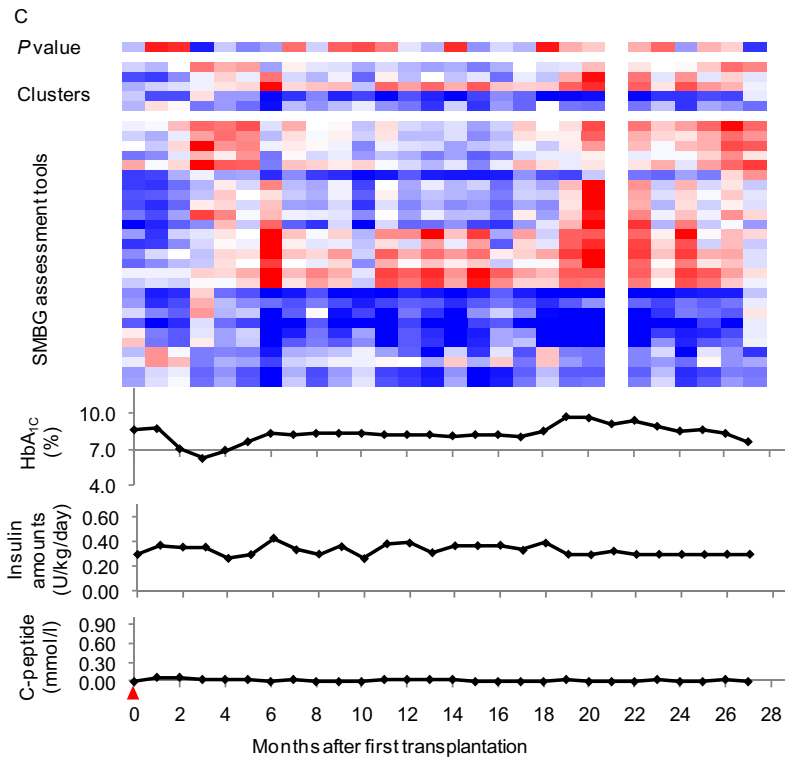 C
P value
Clusters
SMBG assessment tools
HbA1C
(%)
10.0
7.0
4.0
Insulin
amounts
(U/kg/day)
0.60
0.40
0.20
0.00
C-peptide
(mmol/l)
0.90
0.60
0.30
0.00
0 2 4 6 8 10 12 14 16 18 20 22 24 26 28
Months after first transplantation